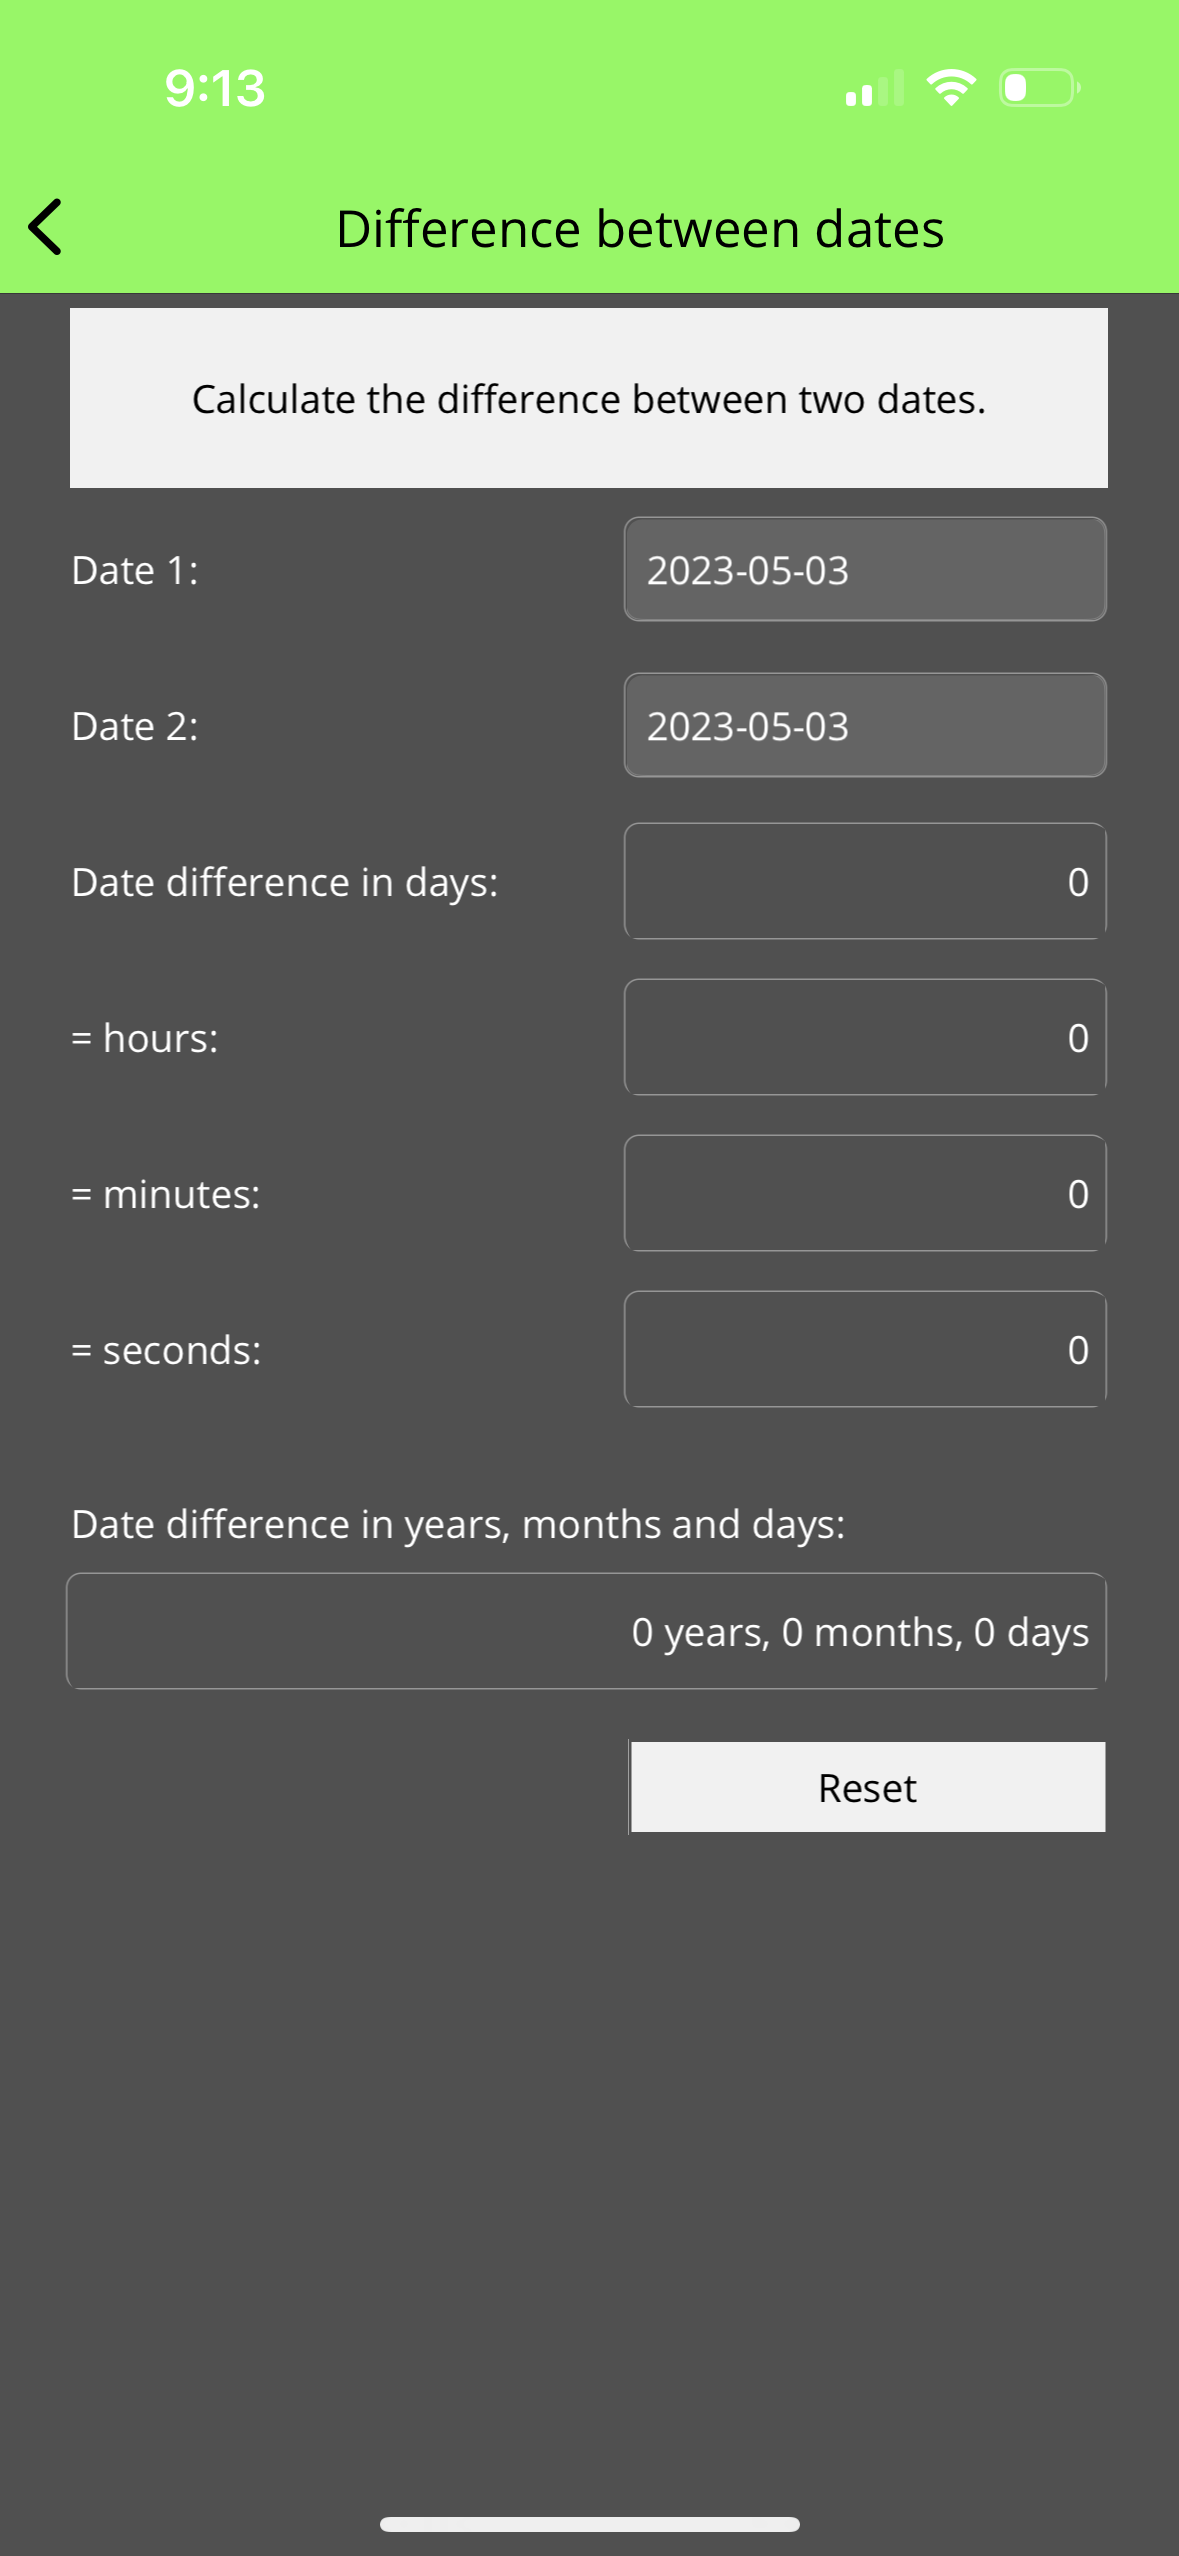 9:13
Difference between dates
Calculate the difference between two dates.
Date 1:
2023-05-03
Date 2:
2023-05-03
Date difference in days:
0
= hours:
0
= minutes:
0
= seconds:
0
Date difference in years, months and days:
0 years, 0 months, 0 days
Reset